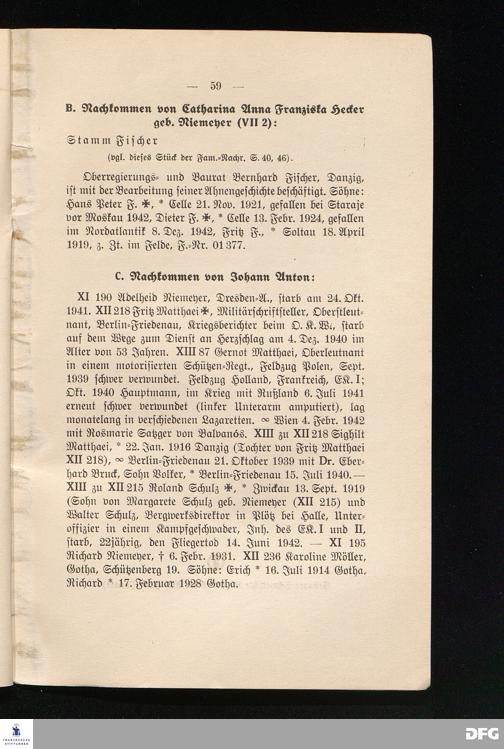 — 59 —
B. Nachkommen von Catharina Anna Franziska Hecker
geb. Niemeyer (VII 2):
Stamm Fischer
(vgl. dieses Stück der Fam.=Nachr. S. 40, 46).
Oberregierungs= und Baurat Bernhard Fischer, Danzig,
ist mit der Bearbeitung seiner Ahnengeschichte beschäftigt. Söhne:
Hans Peter F. ✠, * Celle 21. Nov. 1921, gefallen bei Staraje
vor Moskau 1942, Dieter F. ✠, * Celle 13. Febr. 1924, gefallen
im Nordatlantik 8. Dez. 1942, Fritz F., * Soltau 18. April
1919, z. Zt. im Felde, F.=Nr. 01 377.
C. Nachkommen von Johann Anton:
XI 190 Adelheid Niemeyer, Dresden=A., starb am 24. Okt.
1941. XII 218 Fritz Matthaei ✠, Militärschriftsteller, Oberstleut=
nant, Berlin=Friedenau, Kriegsberichter beim O. K. W., starb
auf dem Wege zum Dienst an Herzschlag am 4. Dez. 1940 im
Alter von 53 Jahren. XIII 87 Gernot Matthaei, Oberleutnant
in einem motorisierten Schützen=Regt., Feldzug Polen, Sept.
1939 schwer verwundet. Feldzug Holland, Frankreich, EK. I;
Okt. 1940 Hauptmann, im Krieg mit Rußland 6. Juli 1941
erneut schwer verwundet (linker Unterarm amputiert), lag
monatelang in verschiedenen Lazaretten. ∞ Wien 4. Febr. 1942
mit Rosmarie Satzger von Balvanós. XIII zu XII 218 Sighilt
Matthaei, * 22. Jan. 1916 Danzig (Tochter von Fritz Matthaei
XII 218), ∞ Berlin=Friedenau 21. Oktober 1939 mit Dr. Eber=
hard Bruck, Sohn Volker, * Berlin=Friedenau 15. Juli 1940. —
XIII zu XII 215 Roland Schulz ✠, * Zwickau 13. Sept. 1919
(Sohn von Margarete Schulz geb. Niemeyer (XII 215) und
Walter Schulz, Bergwerksdirektor in Plötz bei Halle, Unter=
offizier in einem Kampfgeschwader, Inh. des EK. I und II,
starb, 22jährig, den Fliegertod 14. Juni 1942. — XI 195
Richard Niemeyer, † 6. Febr. 1931. XII 236 Karoline Möller,
Gotha, Schützenberg 19. Söhne: Erich * 16. Juli 1914 Gotha.
Richard * 17. Februar 1928 Gotha.
FRANCKESCHE
STIFTUNGEN
DFG